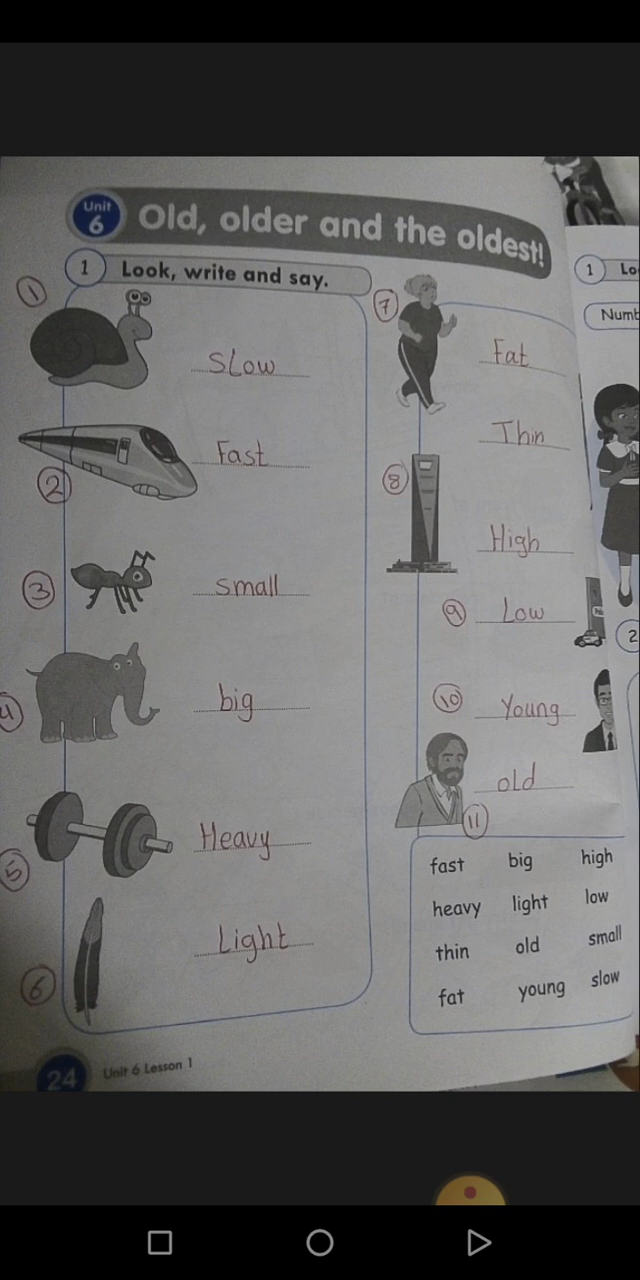 Unit
6
Old, older and the oldest!
1 Look, write and say.
1
SLow
2
Fast
3
small
4
big
5
Heavy
6
Light
7
Fat
Thin
8
High
9
Low
10
Young
old
11
fast big high
heavy light low
thin old small
fat young slow
24 Unit 6 Lesson 1
1 Lo
Numb
2